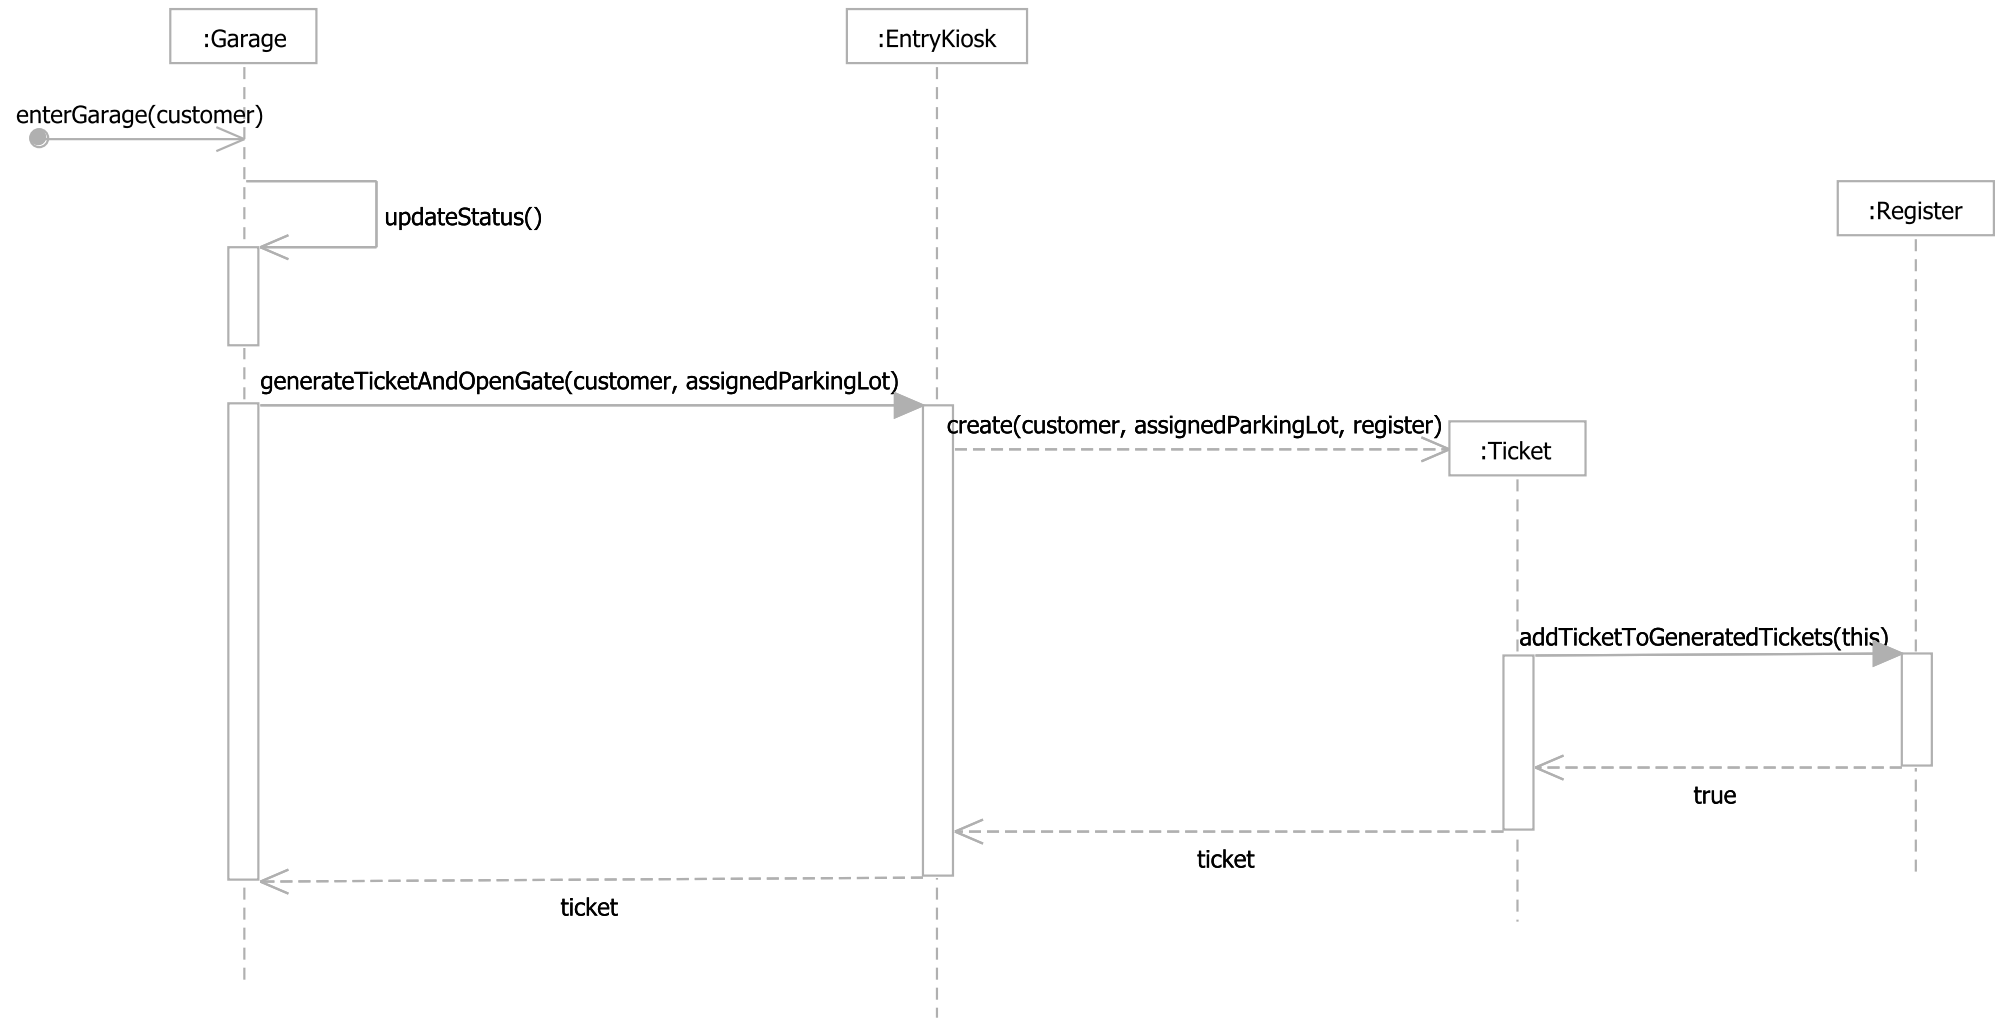 :Garage
:EntryKiosk
enterGarage(customer)
updateStatus()
:Register
generateTicketAndOpenGate(customer, assignedParkingLot)
create(customer, assignedParkingLot, register)
:Ticket
addTicketToGeneratedTickets(this)
true
ticket
ticket